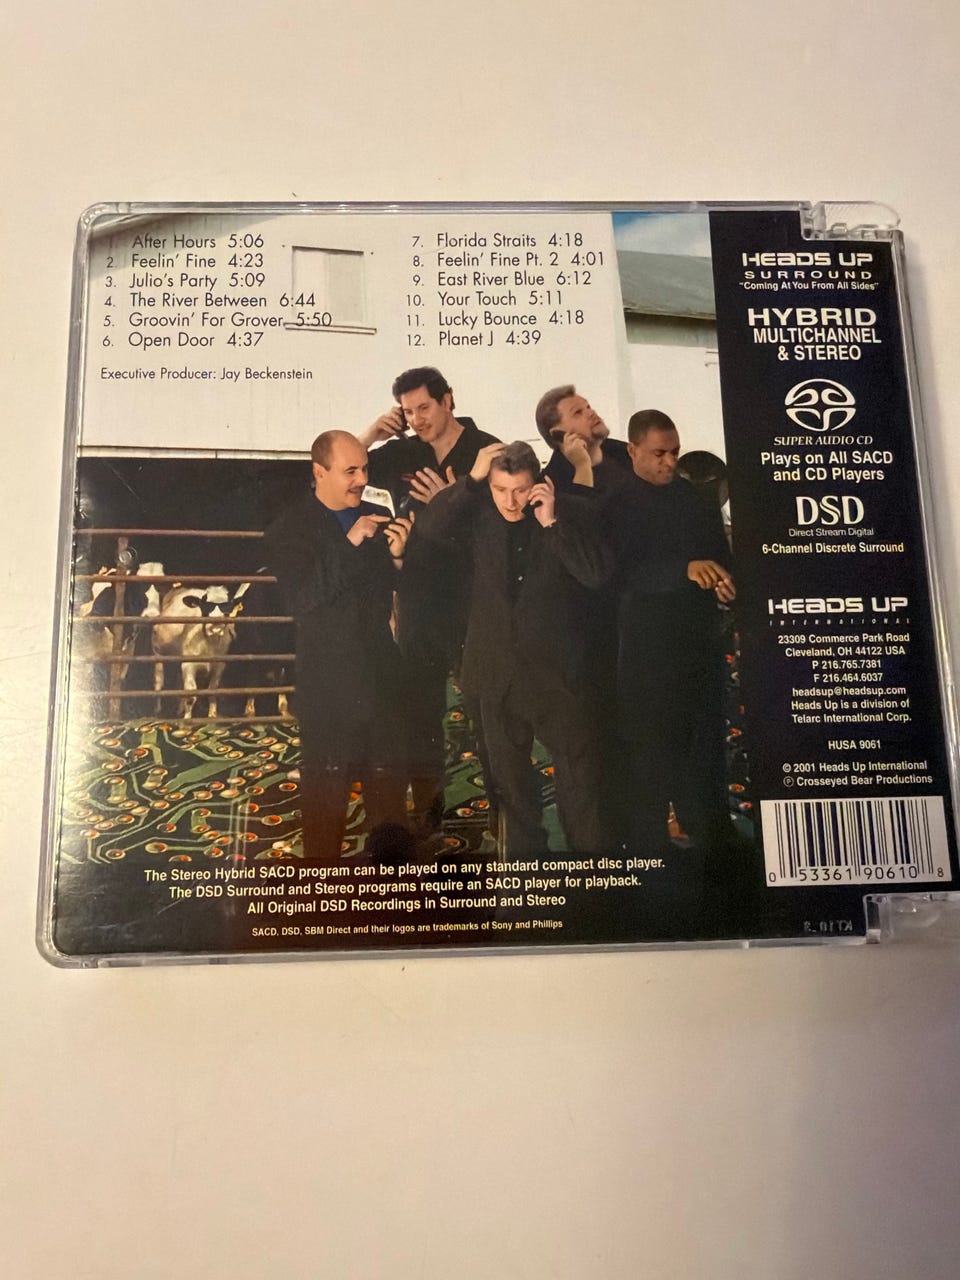 1. After Hours 5:06
2. Feelin' Fine 4:23
3. Julio's Party 5:09
4. The River Between 6:44
5. Groovin' For Grover 5:50
6. Open Door 4:37
7. Florida Straits 4:18
8. Feelin' Fine Pt. 2 4:01
9. East River Blue 6:12
10. Your Touch 5:11
11. Lucky Bounce 4:18
12. Planet J 4:39
Executive Producer: Jay Beckenstein
HEADS UP
SURROUND
"Coming At You From All Sides"
HYBRID
MULTICHANNEL
& STEREO
SUPER AUDIO CD
Plays on All SACD
and CD Players
DSD
Direct Stream Digital
6-Channel Discrete Surround
HEADS UP
INTERNATIONAL
23309 Commerce Park Road
Cleveland, OH 44122 USA
P 216.765.7381
F 216.464.6037
headsup@headsup.com
Heads Up is a division of
Telarc International Corp.
HUSA 9061
© 2001 Heads Up International
℗ Crosseyed Bear Productions
0 53361 90610 8
The Stereo Hybrid SACD program can be played on any standard compact disc player.
The DSD Surround and Stereo programs require an SACD player for playback.
All Original DSD Recordings in Surround and Stereo
SACD, DSD, SBM Direct and their logos are trademarks of Sony and Phillips